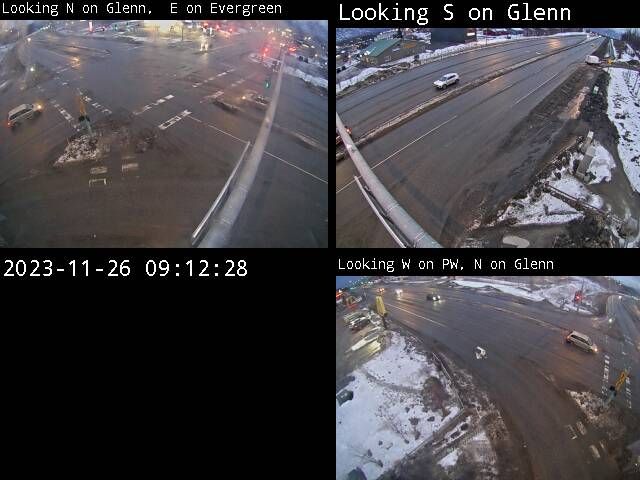 Looking N on Glenn,  E on Evergreen
Looking S on Glenn
2023-11-26 09:12:28
Looking W on PW, N on Glenn